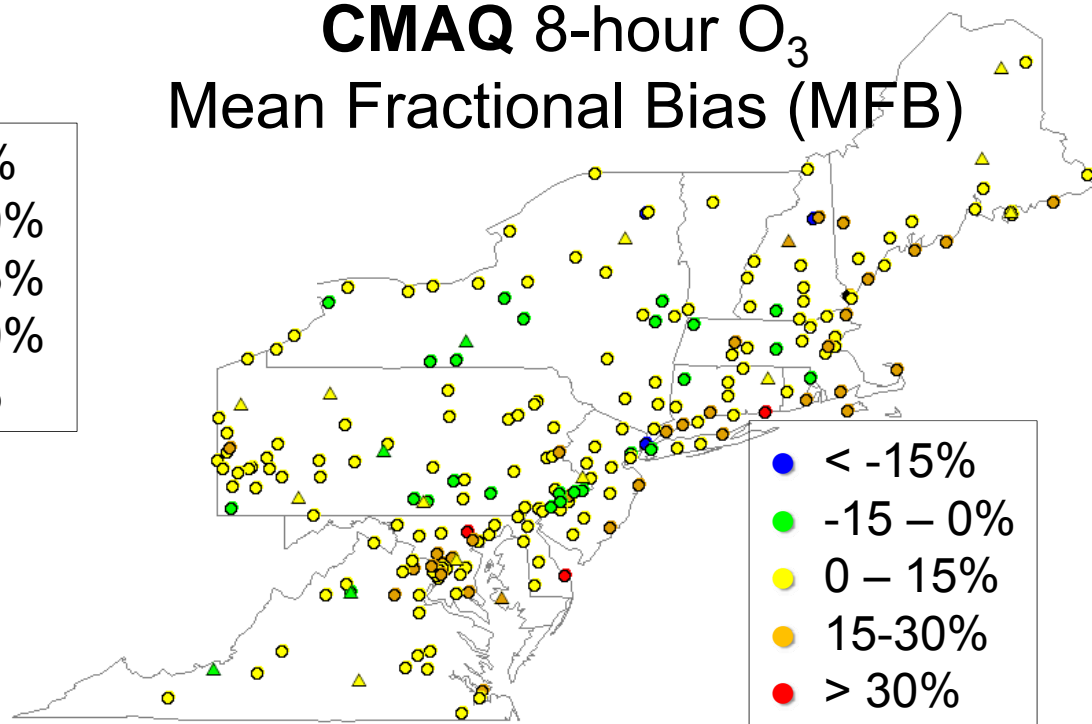 CMAQ 8-hour O₃
Mean Fractional Bias (MFB)
%
%
%
%
< -15%
-15 – 0%
0 – 15%
15-30%
> 30%